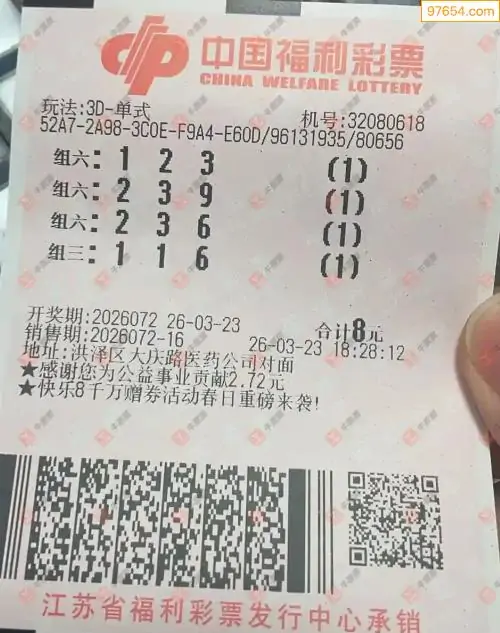 97654.com
中国福利彩票
CHINA WELFARE LOTTERY
玩法:3D-单式 机号:32080618
52A7-2A98-3C0E-F9A4-E60D/96131935/80656
组六: 1 2 3 (1)
组六: 2 3 9 (1)
组六: 2 3 6 (1)
组三: 1 1 6 (1)
开奖期:2026072 26-03-23 合计8元
销售期:2026072-16 26-03-23 18:28:12
地址:洪泽区大庆路医药公司对面
★感谢您为公益事业贡献2.72元
★快乐8千万赠券活动春日重磅来袭!
江苏省福利彩票发行中心承销